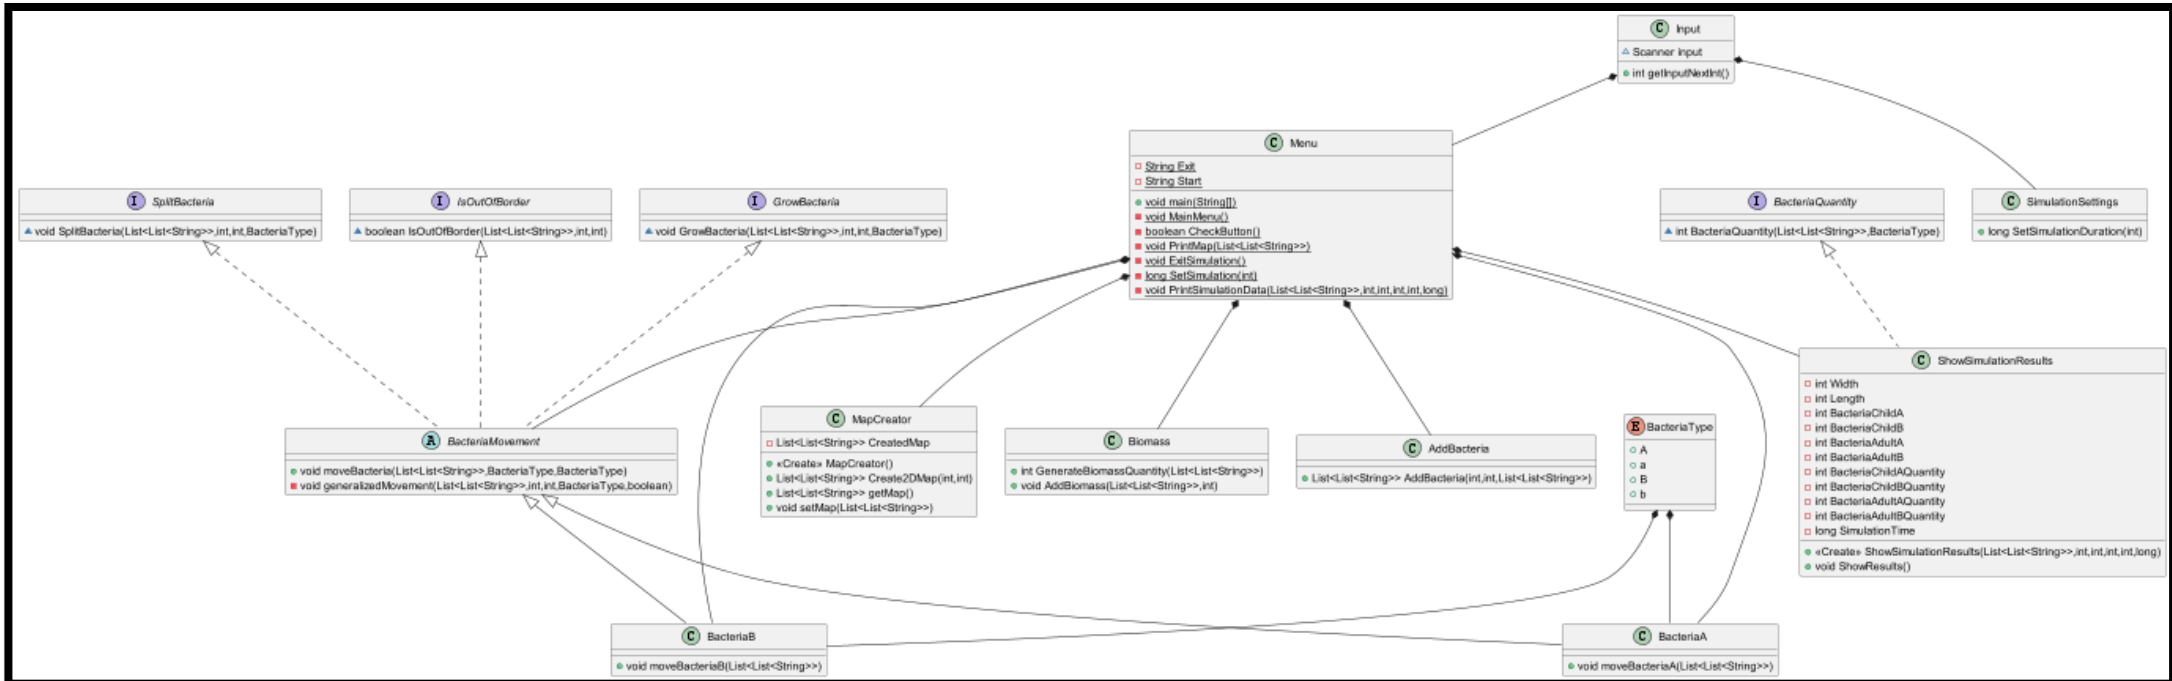 C Input
Scanner input
int getInputNextInt()
C Menu
String Exit
String Start
void main(String[])
void MainMenu()
boolean CheckButton()
void PrintMap(List<List<String>>)
void ExitSimulation()
long SetSimulation(int)
void PrintSimulationData(List<List<String>>,int,int,int,int,long)
I SplitBacteria
void SplitBacteria(List<List<String>>,int,int,BacteriaType)
I IsOutOfBorder
boolean IsOutOfBorder(List<List<String>>,int,int)
I GrowBacteria
void GrowBacteria(List<List<String>>,int,int,BacteriaType)
I BacteriaQuantity
int BacteriaQuantity(List<List<String>>,BacteriaType)
C SimulationSettings
long SetSimulationDuration(int)
A BacteriaMovement
void moveBacteria(List<List<String>>,BacteriaType,BacteriaType)
void generalizedMovement(List<List<String>>,int,int,BacteriaType,boolean)
C MapCreator
List<List<String>> CreatedMap
«Create» MapCreator()
List<List<String>> Create2DMap(int,int)
List<List<String>> getMap()
void setMap(List<List<String>>)
C Biomass
int GenerateBiomassQuantity(List<List<String>>)
void AddBiomass(List<List<String>>,int)
C AddBacteria
List<List<String>> AddBacteria(int,int,List<List<String>>)
E BacteriaType
A
a
B
b
C ShowSimulationResults
int Width
int Length
int BacteriaChildA
int BacteriaChildB
int BacteriaAdultA
int BacteriaAdultB
int BacteriaChildAQuantity
int BacteriaChildBQuantity
int BacteriaAdultAQuantity
int BacteriaAdultBQuantity
long SimulationTime
«Create» ShowSimulationResults(List<List<String>>,int,int,int,int,long)
void ShowResults()
C BacteriaB
void moveBacteriaB(List<List<String>>)
C BacteriaA
void moveBacteriaA(List<List<String>>)